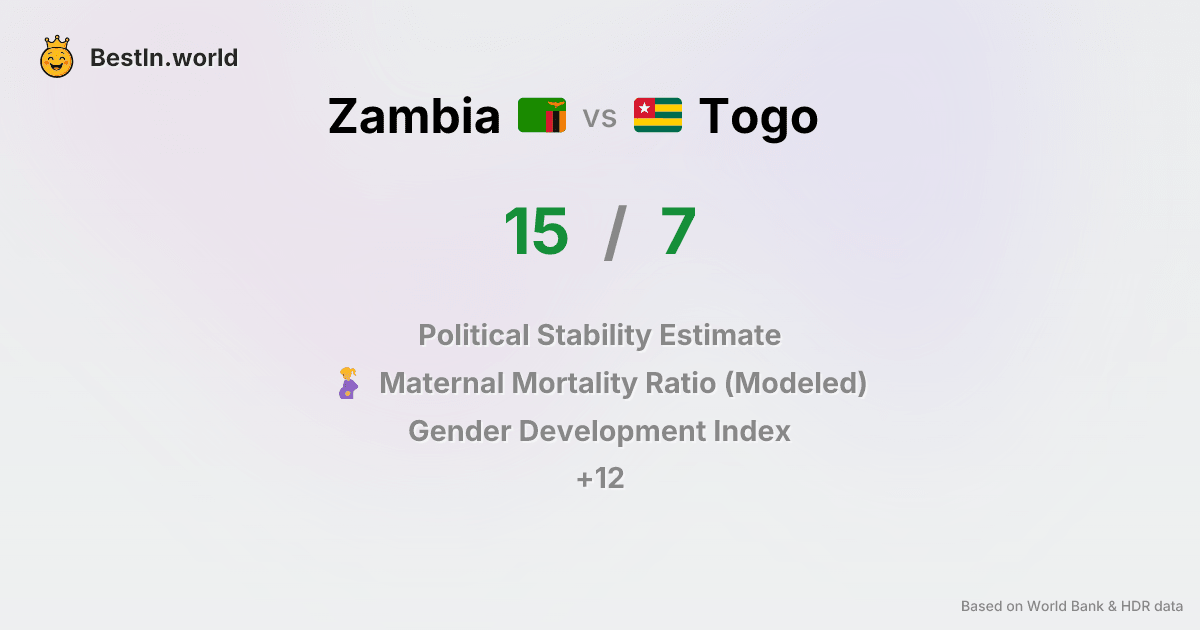 BestIn.world
Zambia vs Togo
15 / 7
Political Stability Estimate
Maternal Mortality Ratio (Modeled)
Gender Development Index
+12
Based on World Bank & HDR data